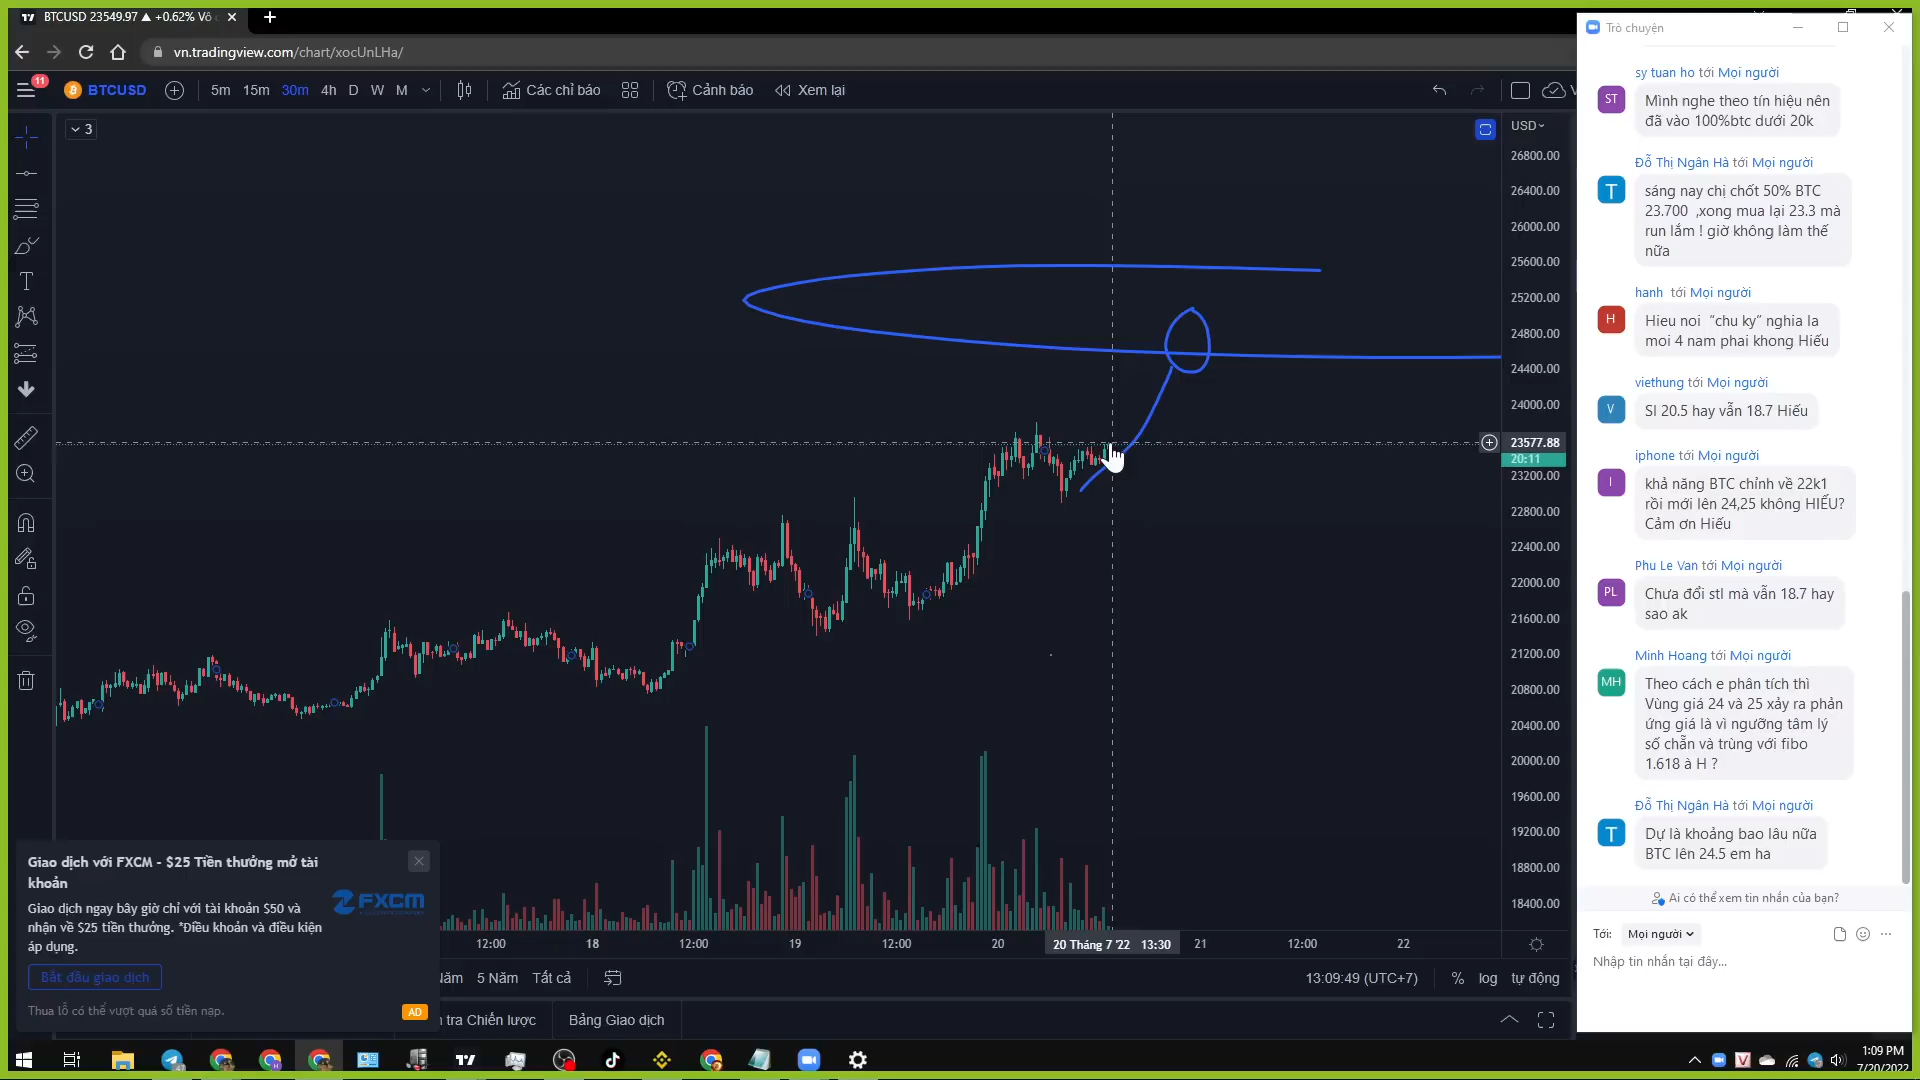 BTCUSD 23549.97 ▲ +0.62% Vô
vn.tradingview.com/chart/xocUnLHa/
11
BTCUSD
5m 15m 30m 4h D W M
Các chỉ báo
Cảnh báo
Xem lại
3
USD
26800.00
26400.00
26000.00
25600.00
25200.00
24800.00
24400.00
24000.00
23577.88
20:11
23200.00
22800.00
22400.00
22000.00
21600.00
21200.00
20800.00
20400.00
20000.00
19600.00
19200.00
18800.00
18400.00
12:00 18 12:00 19 12:00 20 20 Tháng 7 '22 13:30 21 12:00 22
Giao dịch với FXCM - $25 Tiền thưởng mở tài
khoản
Giao dịch ngay bây giờ chỉ với tài khoản $50 và
nhận về $25 tiền thưởng. *Điều khoản và điều kiện
áp dụng.
FXCM
Bắt đầu giao dịch
Thua lỗ có thể vượt quá số tiền nạp.
AD
Năm 5 Năm Tất cả
13:09:49 (UTC+7) % log tự động
tra Chiến lược
Bảng Giao dịch
Trò chuyện
sy tuan ho tới Mọi người
ST
Mình nghe theo tín hiệu nên
đã vào 100%btc dưới 20k
Đỗ Thị Ngân Hà tới Mọi người
T
sáng nay chị chốt 50% BTC
23.700 ,xong mua lại 23.3 mà
run lắm ! giờ không làm thế
nữa
hanh tới Mọi người
H
Hieu noi "chu ky" nghia la
moi 4 nam phai khong Hiếu
viethung tới Mọi người
V
Sl 20.5 hay vẫn 18.7 Hiếu
iphone tới Mọi người
I
khả năng BTC chỉnh về 22k1
rồi mới lên 24,25 không HIẾU?
Cảm ơn Hiếu
Phu Le Van tới Mọi người
PL
Chưa đổi stl mà vẫn 18.7 hay
sao ak
Minh Hoang tới Mọi người
MH
Theo cách e phân tích thì
Vùng giá 24 và 25 xảy ra phản
ứng giá là vì ngưỡng tâm lý
số chẵn và trùng với fibo
1.618 à H ?
Đỗ Thị Ngân Hà tới Mọi người
T
Dự là khoảng bao lâu nữa
BTC lên 24.5 em ha
Ai có thể xem tin nhắn của bạn?
Tới: Mọi người
Nhập tin nhắn tại đây...
1:09 PM
7/20/2022